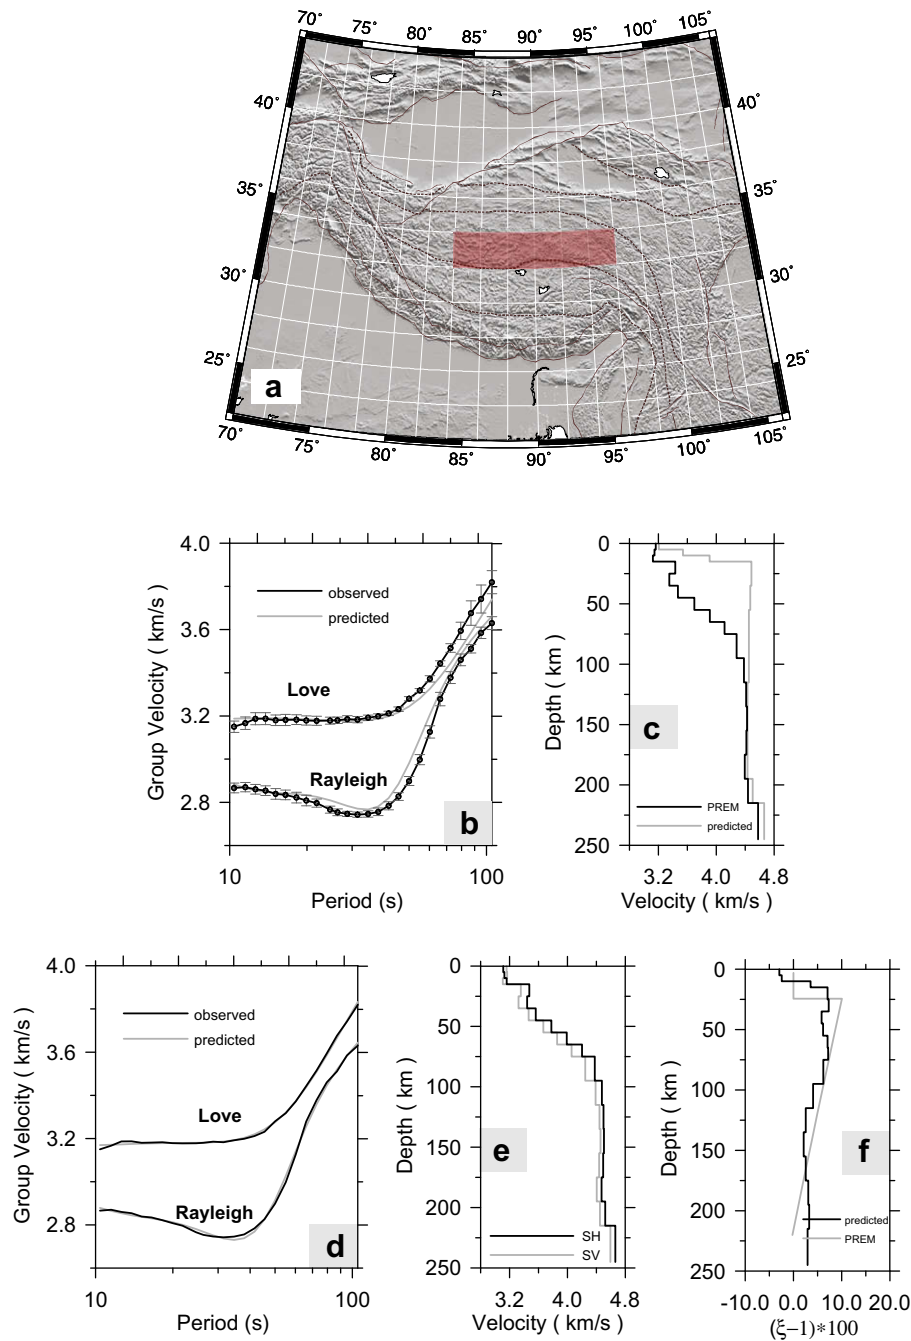 70˚ 75˚ 80˚ 85˚ 90˚ 95˚ 100˚ 105˚
40˚ 40˚
35˚ 35˚
30˚ 30˚
25˚ 25˚
a
70˚ 75˚ 80˚ 85˚ 90˚ 95˚ 100˚ 105˚
4.0
3.6
3.2
2.8
Group Velocity ( km/s )
observed
predicted
Love
Rayleigh
b
10 100
Period (s)
0
50
100
150
200
250
Depth ( km )
c
PREM
predicted
3.2 4.0 4.8
Velocity ( km/s )
4.0
3.6
3.2
2.8
Group Velocity ( km/s )
observed
predicted
Love
Rayleigh
d
10 100
Period (s)
0
50
100
150
200
250
Depth ( km )
e
SH
SV
3.2 4.0 4.8
Velocity ( km/s )
0
50
100
150
200
250
Depth ( km )
f
predicted
PREM
-10.0 0.0 10.0 20.0
(ξ−1)*100